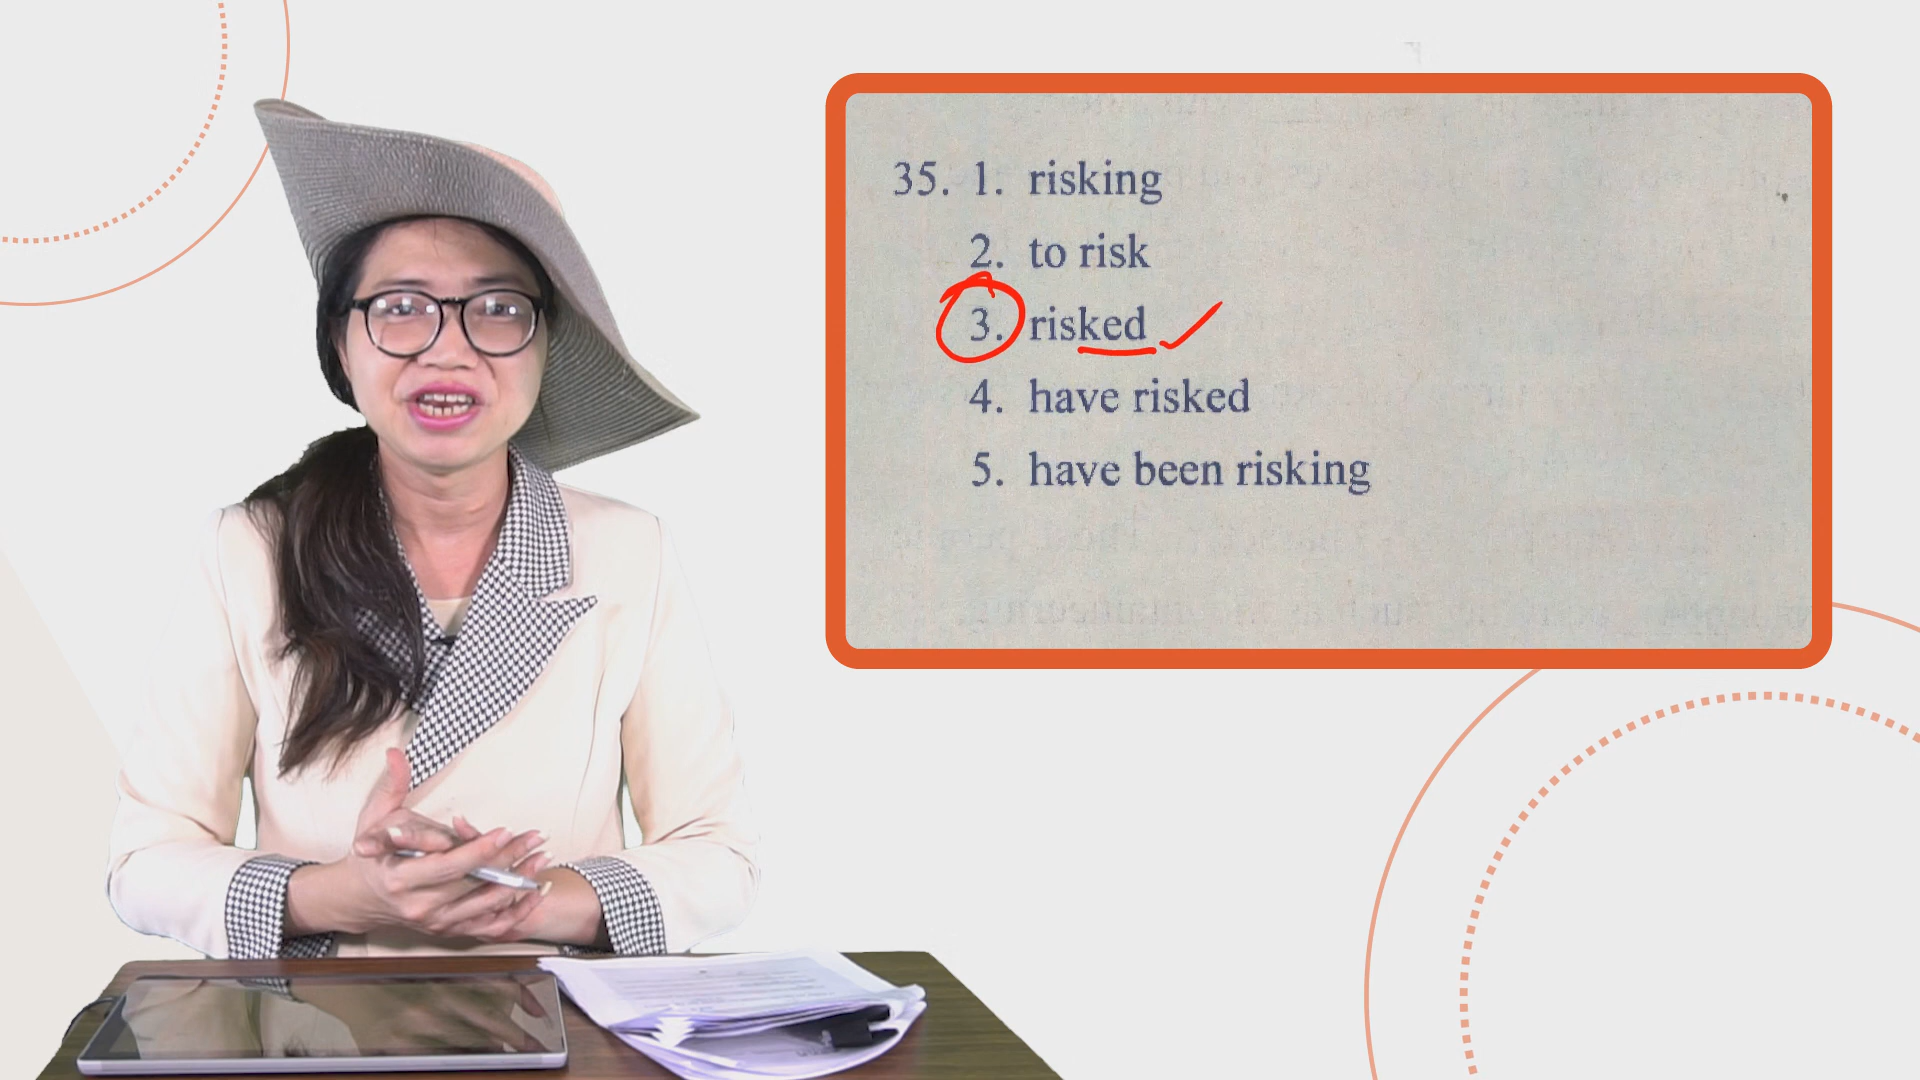 35. 1. risking
2. to risk
3. risked
4. have risked
5. have been risking